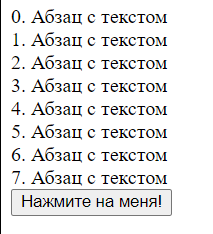 0. Абзац с текстом
1. Абзац с текстом
2. Абзац с текстом
3. Абзац с текстом
4. Абзац с текстом
5. Абзац с текстом
6. Абзац с текстом
7. Абзац с текстом
Нажмите на меня!